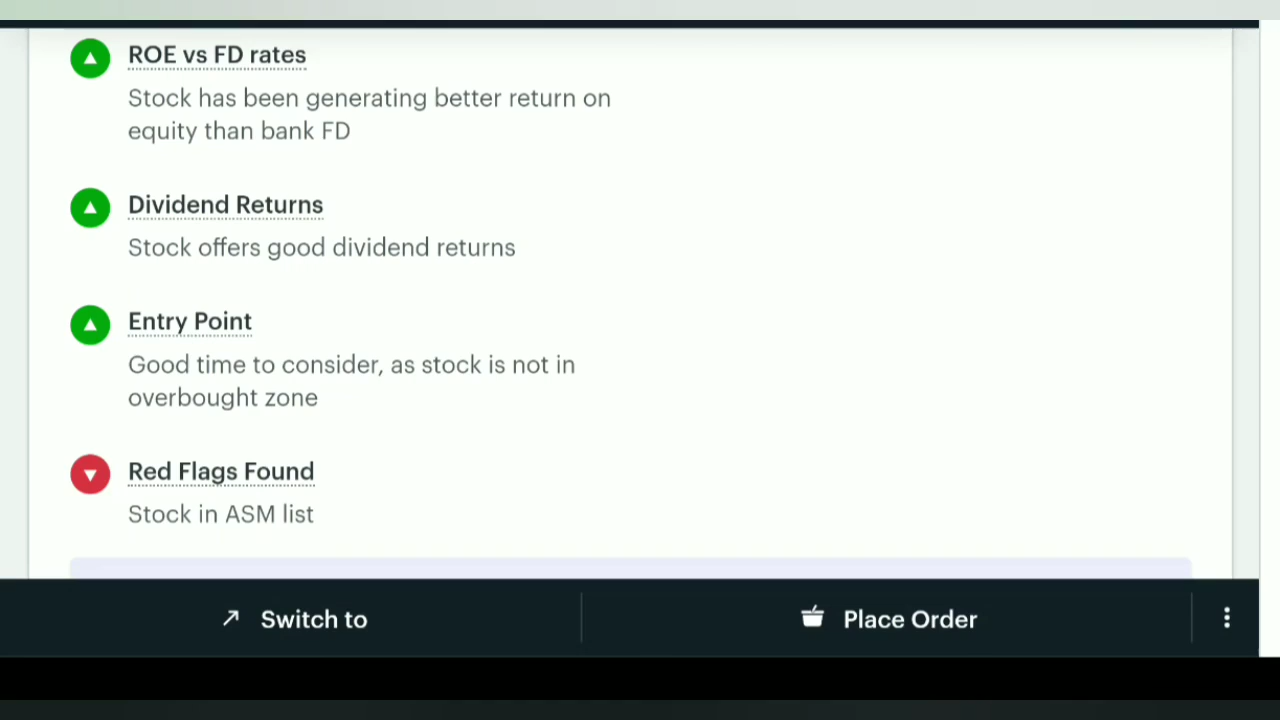 ROE vs FD rates
Stock has been generating better return on
equity than bank FD
Dividend Returns
Stock offers good dividend returns
Entry Point
Good time to consider, as stock is not in
overbought zone
Red Flags Found
Stock in ASM list
Switch to
Place Order